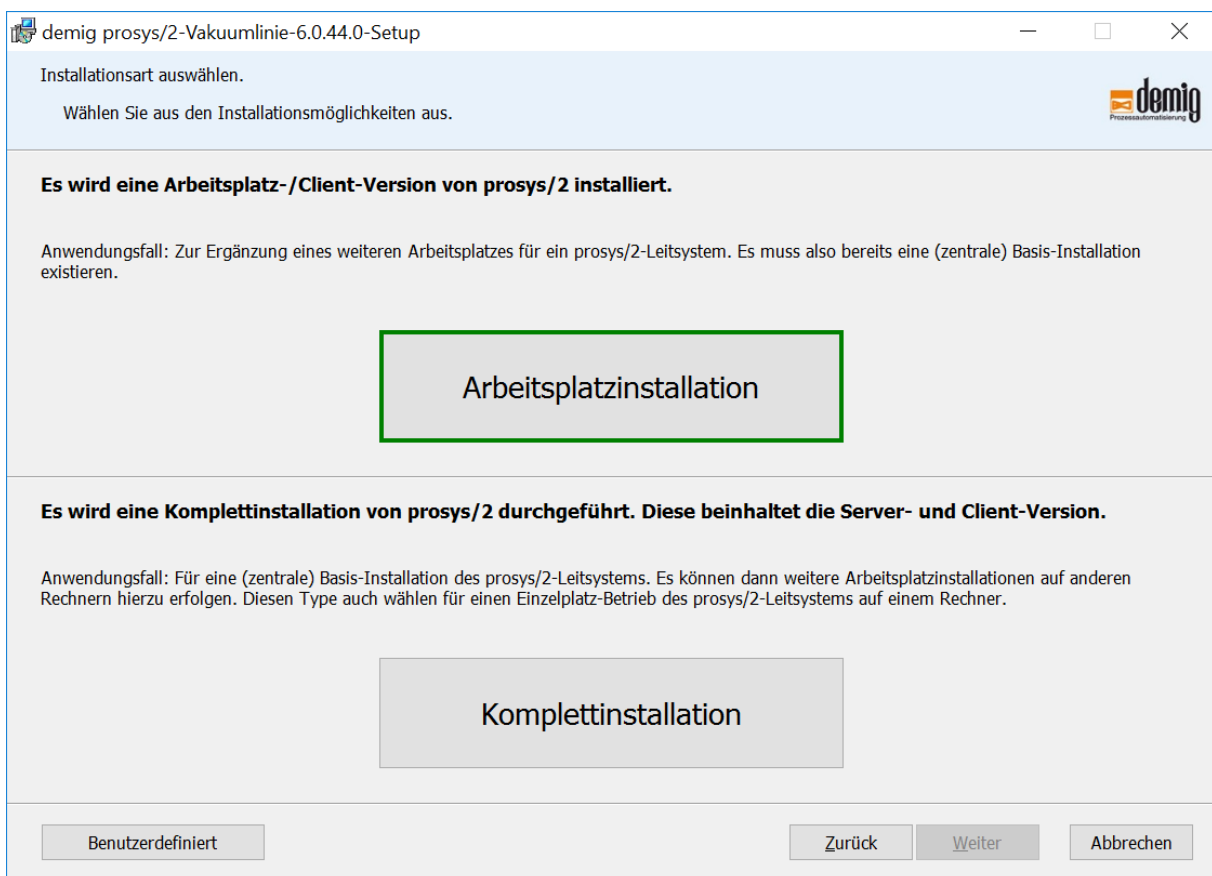 demig prosys/2-Vakuumlinie-6.0.44.0-Setup
Installationsart auswählen.
Wählen Sie aus den Installationsmöglichkeiten aus.
demig
Prozessautomatisierung
Es wird eine Arbeitsplatz-/Client-Version von prosys/2 installiert.
Anwendungsfall: Zur Ergänzung eines weiteren Arbeitsplatzes für ein prosys/2-Leitsystem. Es muss also bereits eine (zentrale) Basis-Installation
existieren.
Arbeitsplatzinstallation
Es wird eine Komplettinstallation von prosys/2 durchgeführt. Diese beinhaltet die Server- und Client-Version.
Anwendungsfall: Für eine (zentrale) Basis-Installation des prosys/2-Leitsystems. Es können dann weitere Arbeitsplatzinstallationen auf anderen
Rechnern hierzu erfolgen. Diesen Type auch wählen für einen Einzelplatz-Betrieb des prosys/2-Leitsystems auf einem Rechner.
Komplettinstallation
Benutzerdefiniert
Zurück
Weiter
Abbrechen